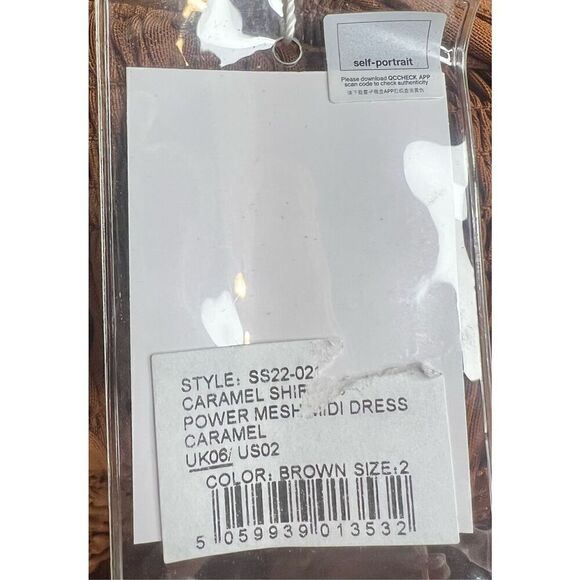 self-portrait
Please download QCCHECK APP
scan code to check authenticity
STYLE: SS22-021
CARAMEL SHIR
POWER MESH MIDI DRESS
CARAMEL
UK06/ US02
COLOR: BROWN SIZE:2
5 059939 013532